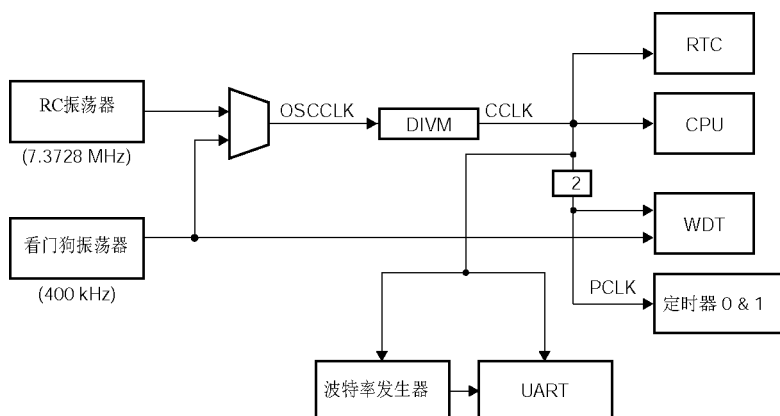 RTC
RC振荡器
OSCCLK
DIVM
CCLK
CPU
(7.3728 MHz)
2
看门狗振荡器
WDT
(400 kHz)
PCLK
定时器 0 & 1
波特率发生器
UART